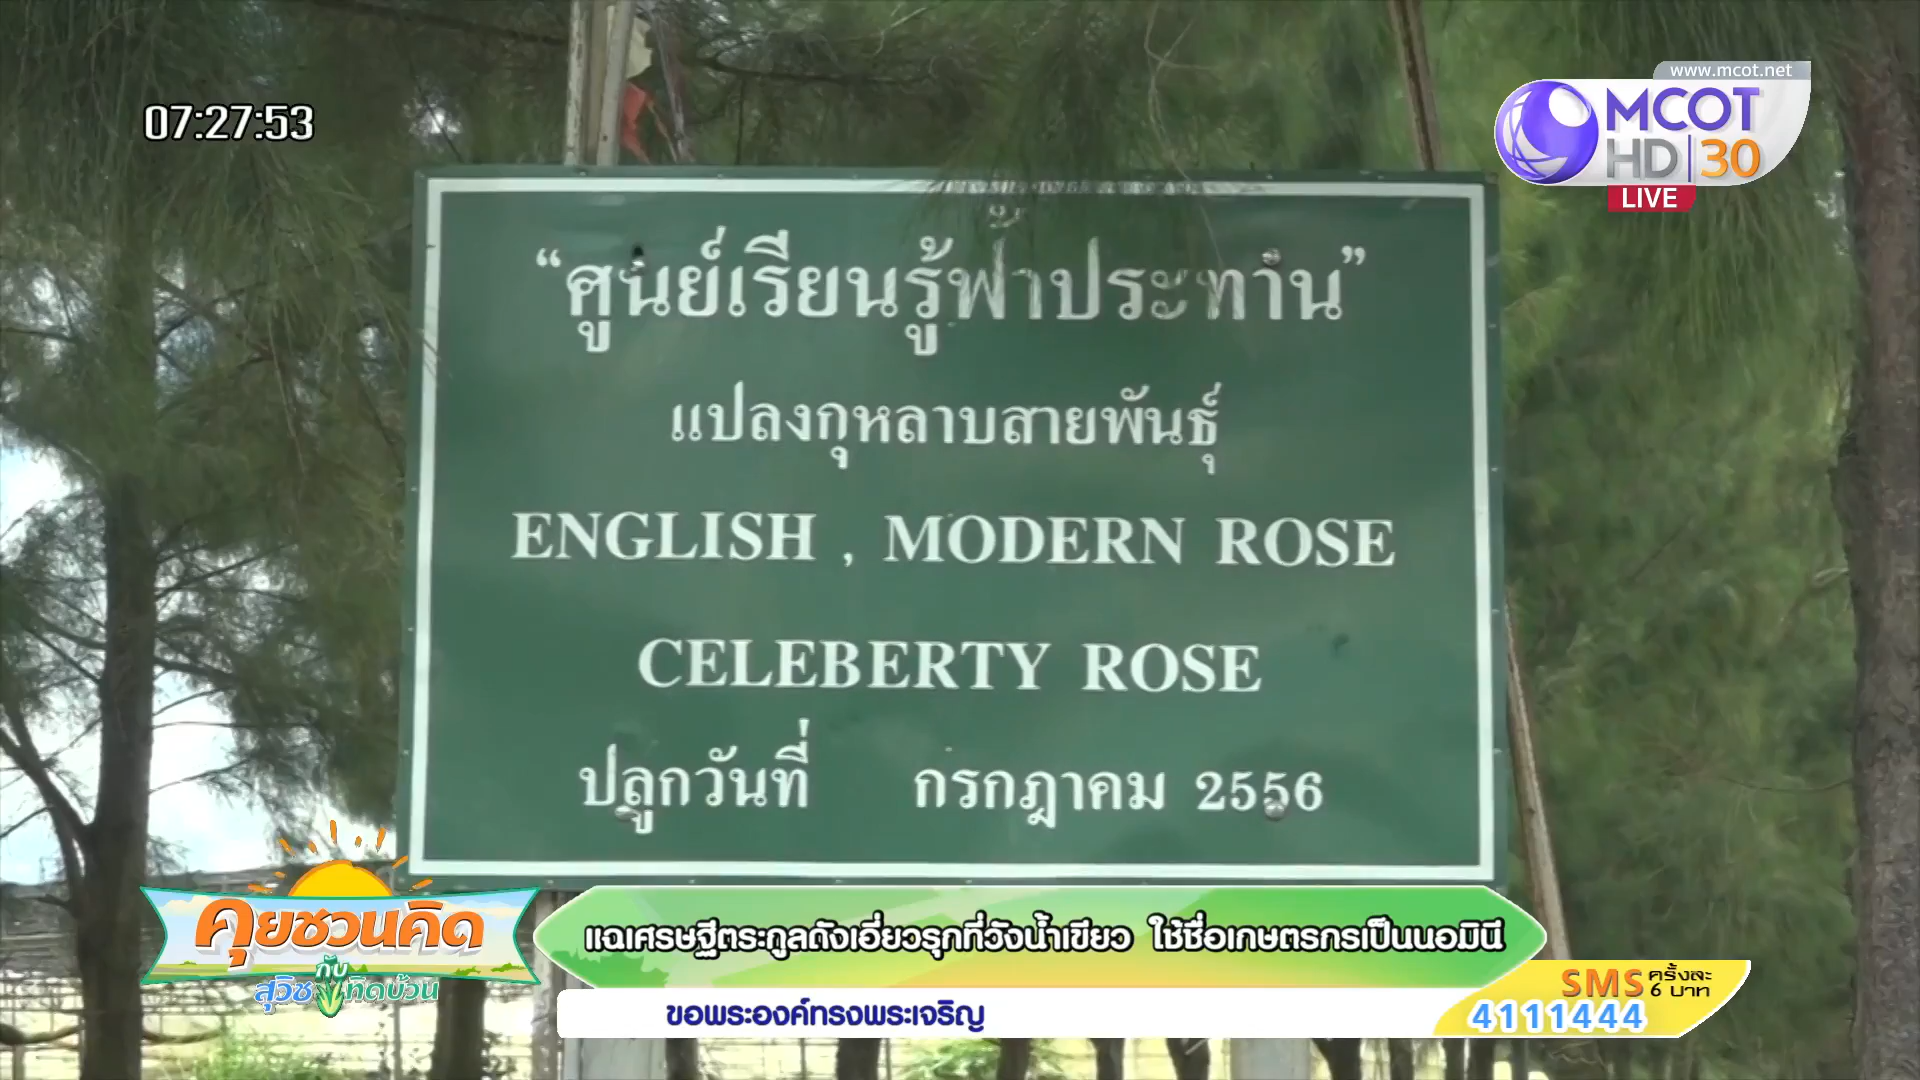 www.mcot.net
07:27:53
MCOT
HD 30
LIVE
“ศูนย์เรียนรู้ฟ้าประทาน”
แปลงกุหลาบสายพันธุ์
ENGLISH , MODERN ROSE
CELEBERTY ROSE
ปลูกวันที่ กรกฎาคม 2556
คุยชวนคิด
กับ
สุวิช ทิดบ้วน
แฉเศรษฐีตระกูลดังเอี่ยวรุกที่วังน้ำเขียว ใช้ชื่อเกษตรกรเป็นนอมินี
SMS ครั้งละ 6 บาท
4111444
ขอพระองค์ทรงพระเจริญ